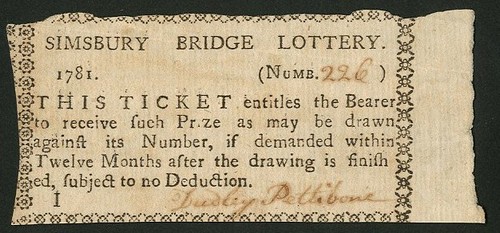 SIMSBURY BRIDGE LOTTERY.
1781. (NUMB. 226 )
THIS TICKET entitles the Bearer
to receive ſuch Prize as may be drawn
againſt its Number, if demanded within
Twelve Months after the drawing is finiſh
ed, ſubject to no Deduction.
I Dudley Pettibone